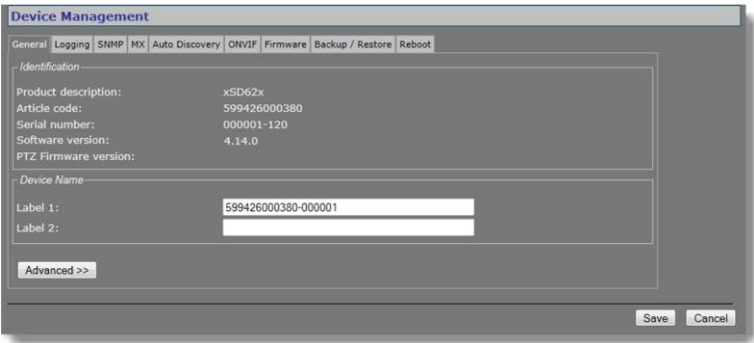 Device Management
General Logging SNMP MX Auto Discovery ONVIF Firmware Backup / Restore Reboot
Identification
Product description: xSD62x
Article code: 599426000380
Serial number: 000001-120
Software version: 4.14.0
PTZ Firmware version:
Device Name
Label 1: 599426000380-000001
Label 2:
Advanced >>
Save Cancel